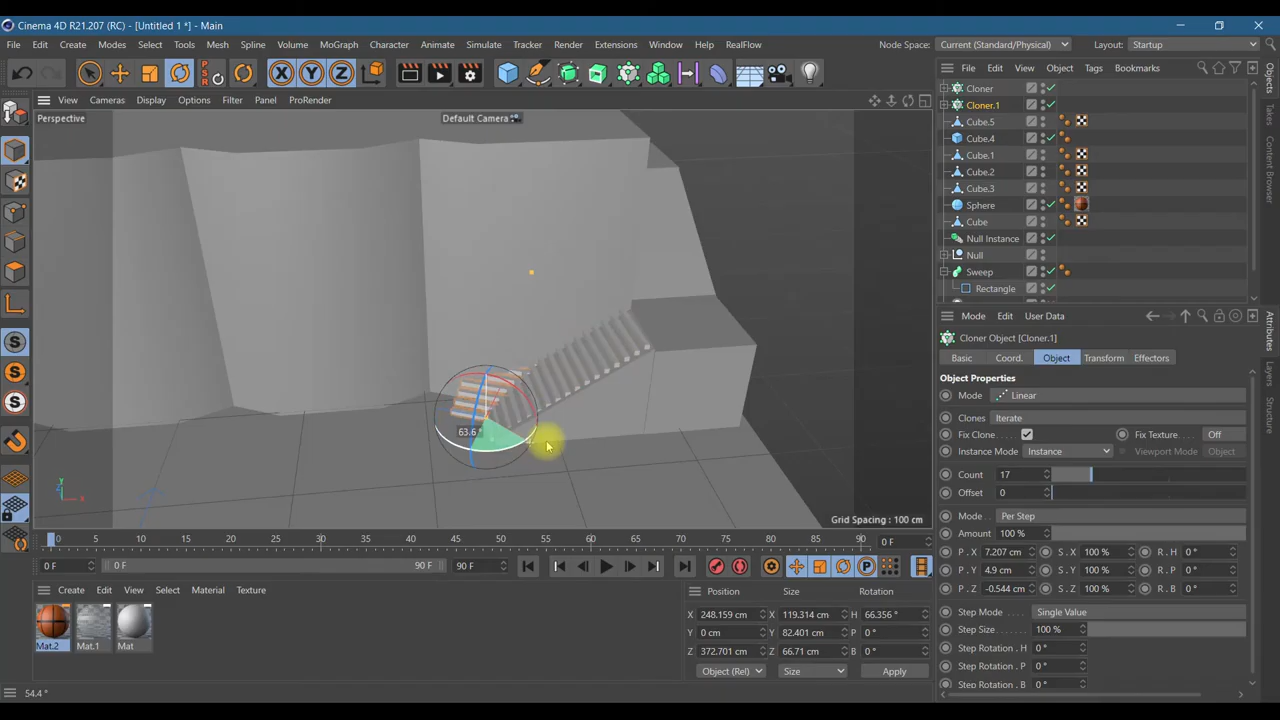 Cinema 4D R21.207 (RC) - [Untitled 1 *] - Main
File Edit Create Modes Select Tools Mesh Spline Volume MoGraph Character Animate Simulate Tracker Render Extensions Window Help RealFlow Node Space: Current (Standard/Physical) Layout: Startup
File Edit View Object Tags Bookmarks
View Cameras Display Options Filter Panel ProRender
Perspective
Default Camera
Cloner
Cloner.1
Cube.5
Cube.4
Cube.1
Cube.2
Cube.3
Sphere
Cube
Null Instance
Null
Sweep
Rectangle
Objects
Takes
Content Browser
Structure
Mode Edit User Data
Cloner Object [Cloner.1]
Basic Coord. Object Transform Effectors
Object Properties
Mode Linear
Clones Iterate
Fix Clone Fix Texture Off
Instance Mode Instance Viewport Mode Object
Count 17
Offset 0
Mode Per Step
Amount 100 %
P . X 7.207 cm S . X 100 % R . H 0 °
P . Y 4.9 cm S . Y 100 % R . P 0 °
P . Z -0.544 cm S . Z 100 % R . B 0 °
Step Mode Single Value
Step Size 100 %
Step Rotation . H 0 °
Step Rotation . P 0 °
Step Rotation . B 0 °
Attributes
Layers
63.6 °
Y
Z
X
Grid Spacing : 100 cm
0 5 10 15 20 25 30 35 40 45 50 55 60 65 70 75 80 85 90 0 F
0 F 0 F 90 F 90 F
Create Edit View Select Material Texture
Mat.2 Mat.1 Mat
Position Size Rotation
X 248.159 cm X 119.314 cm H 66.356 °
Y 0 cm Y 82.401 cm P 0 °
Z 372.701 cm Z 66.71 cm B 0 °
Object (Rel) Size Apply
54.4 °